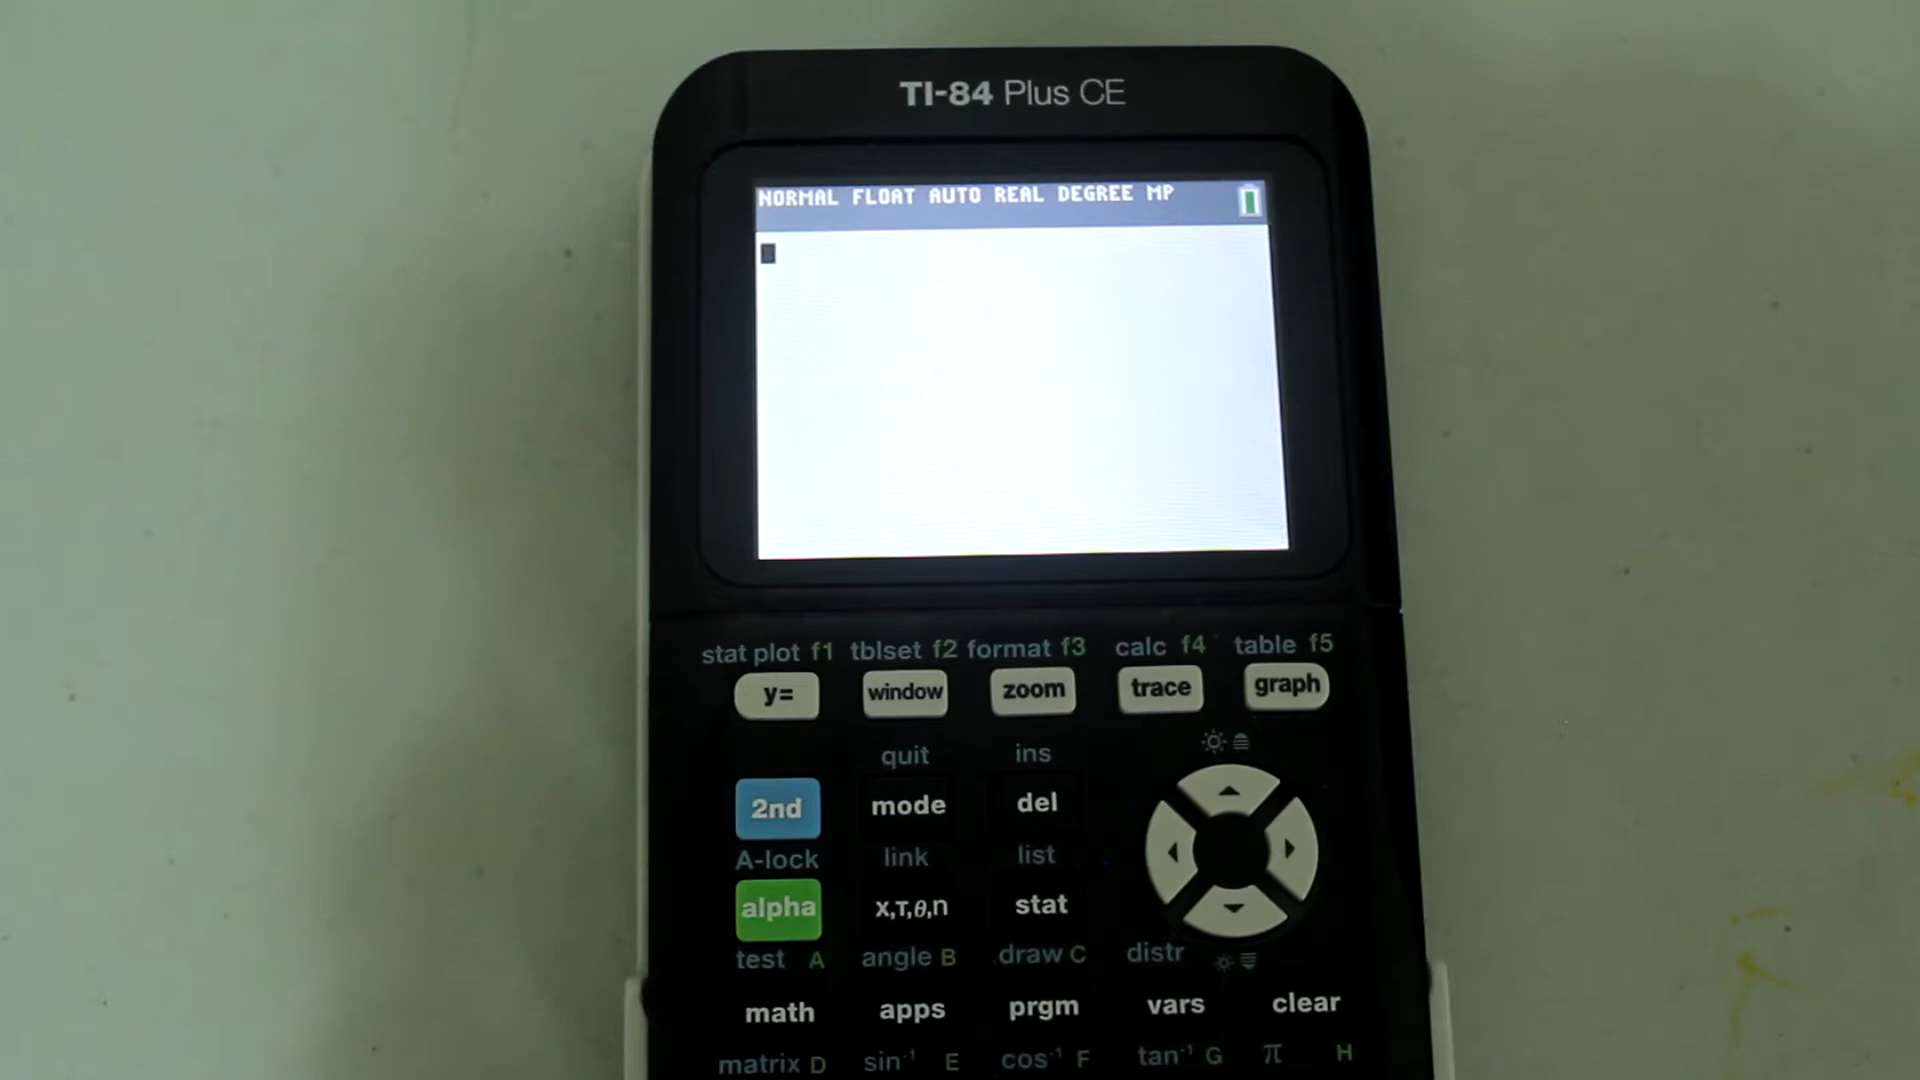 TI-84 Plus CE
NORMAL FLOAT AUTO REAL DEGREE MP
stat plot f1 tblset f2 format f3 calc f4 table f5
y= window zoom trace graph
quit ins
2nd mode del
A-lock link list
alpha X,T,θ,n stat
test A angle B draw C distr
math apps prgm vars clear
matrix D sin⁻¹ E cos⁻¹ F tan⁻¹ G π H